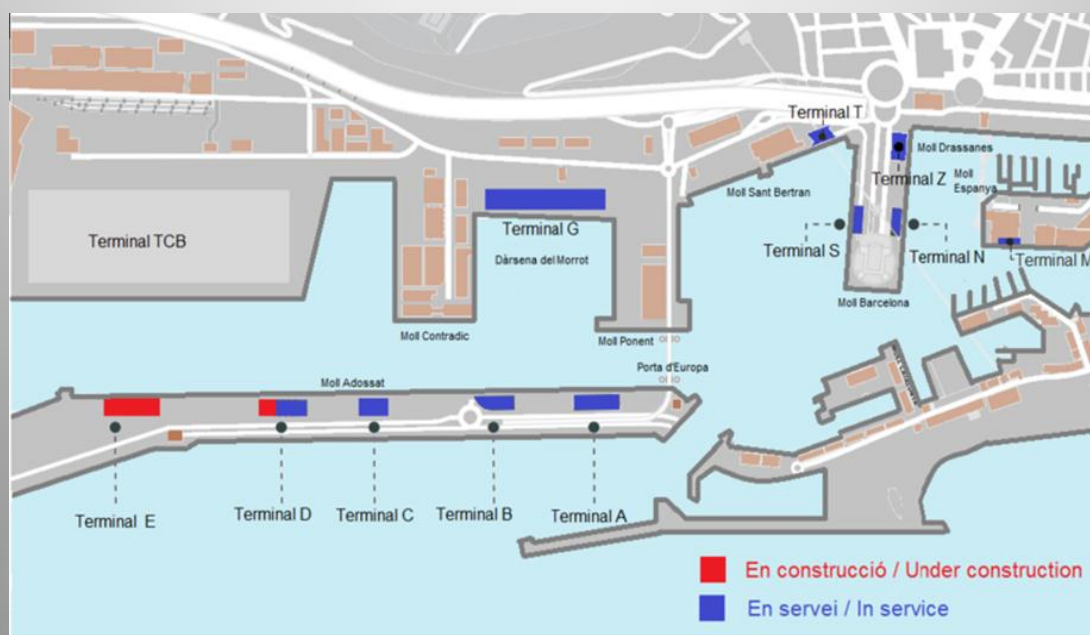 Terminal T
Moll Drassanes
Terminal Z
Moll
Espanya
Moll Sant Bertran
Terminal TCB
Terminal G
Dàrsena del Morrot
Terminal S
Terminal N
Terminal M
Moll Barcelona
Moll Contradic
Moll Ponent
Porta d'Europa
Moll Adossat
Terminal E
Terminal D
Terminal C
Terminal B
Terminal A
En construcció / Under construction
En servei / In service